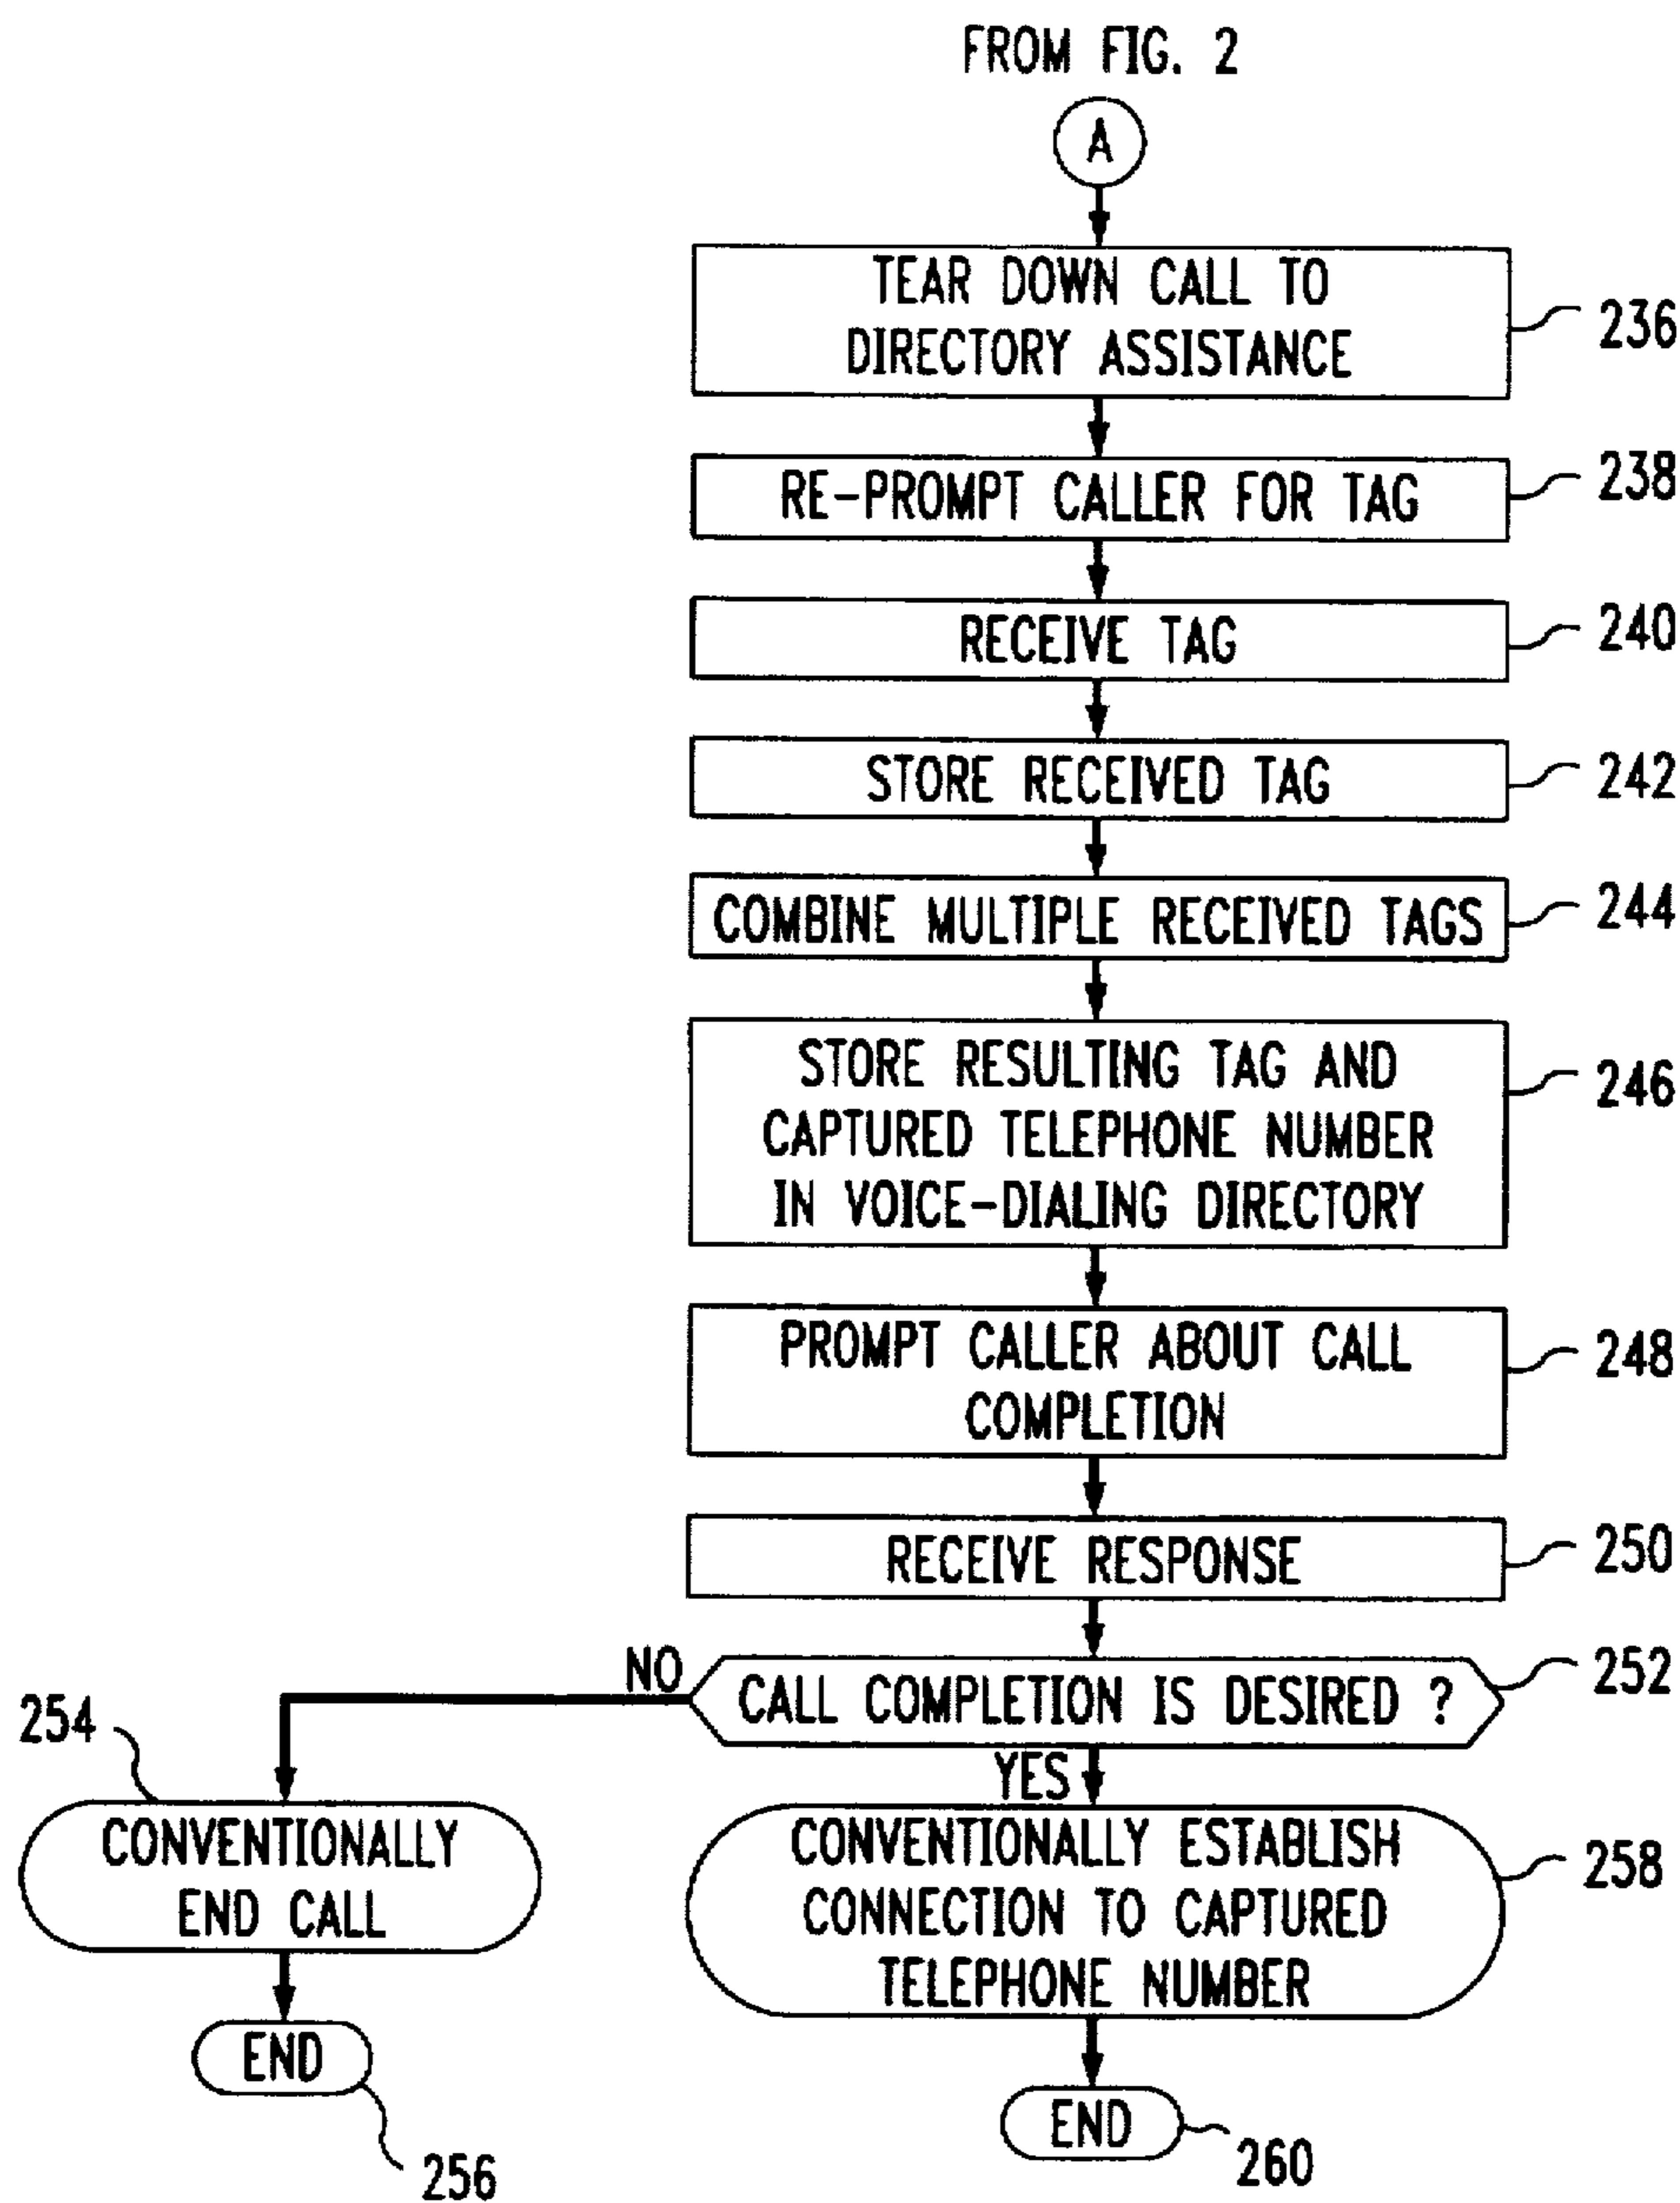 FROM FIG. 2
A
TEAR DOWN CALL TO
DIRECTORY ASSISTANCE
236
RE-PROMPT CALLER FOR TAG
238
RECEIVE TAG
240
STORE RECEIVED TAG
242
COMBINE MULTIPLE RECEIVED TAGS
244
STORE RESULTING TAG AND
CAPTURED TELEPHONE NUMBER
IN VOICE-DIALING DIRECTORY
246
PROMPT CALLER ABOUT CALL
COMPLETION
248
RECEIVE RESPONSE
250
CALL COMPLETION IS DESIRED ?
252
NO
YES
254
CONVENTIONALLY
END CALL
CONVENTIONALLY ESTABLISH
CONNECTION TO CAPTURED
TELEPHONE NUMBER
258
END
256
END
260